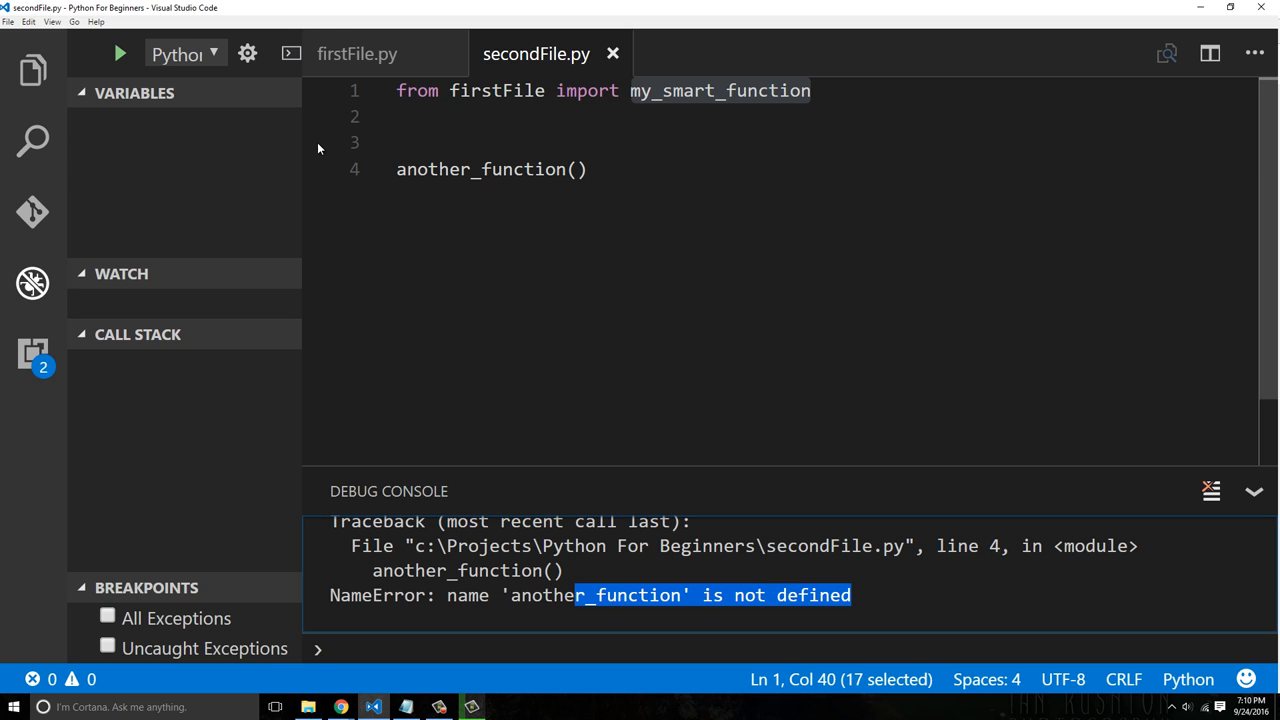 secondFile.py - Python For Beginners - Visual Studio Code
File Edit View Go Help
Pythor
firstFile.py
secondFile.py
VARIABLES
1 from firstFile import my_smart_function
2
3
4 another_function()
WATCH
CALL STACK
2
BREAKPOINTS
All Exceptions
Uncaught Exceptions
DEBUG CONSOLE
Traceback (most recent call last):
File "c:\Projects\Python For Beginners\secondFile.py", line 4, in <module>
another_function()
NameError: name 'another_function' is not defined
0 0
Ln 1, Col 40 (17 selected) Spaces: 4 UTF-8 CRLF Python
I'm Cortana. Ask me anything.
7:10 PM
9/24/2016